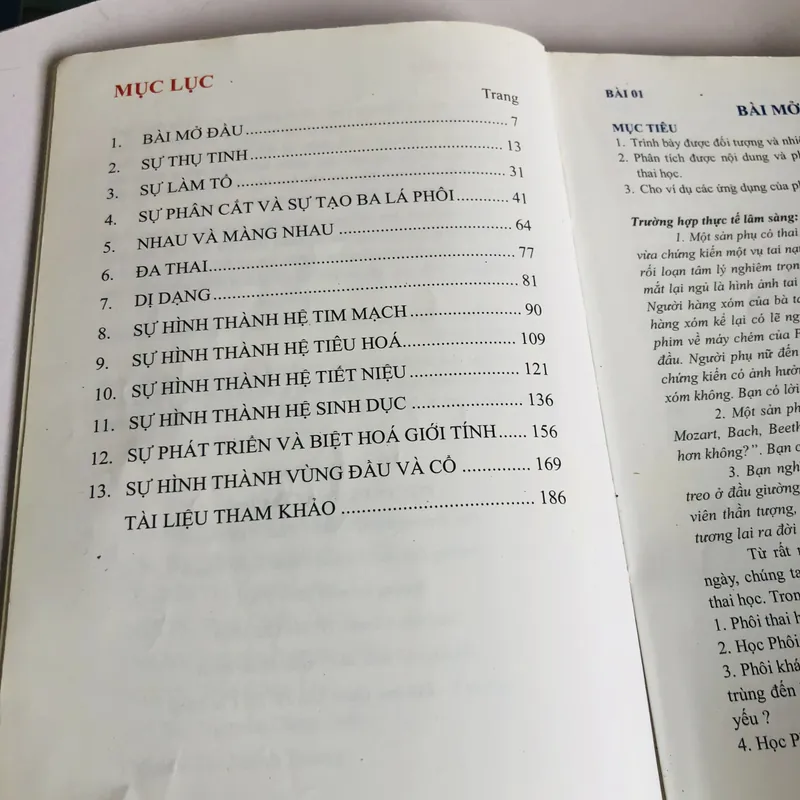 MỤC LỤC
Trang
1. BÀI MỞ ĐẦU 7
2. SỰ THỤ TINH 13
3. SỰ LÀM TỔ 31
4. SỰ PHÂN CẮT VÀ SỰ TẠO BA LÁ PHÔI 41
5. NHAU VÀ MÀNG NHAU 64
6. ĐA THAI 77
7. DỊ DẠNG 81
8. SỰ HÌNH THÀNH HỆ TIM MẠCH 90
9. SỰ HÌNH THÀNH HỆ TIÊU HOÁ 109
10. SỰ HÌNH THÀNH HỆ TIẾT NIỆU 121
11. SỰ HÌNH THÀNH HỆ SINH DỤC 136
12. SỰ PHÁT TRIỂN VÀ BIỆT HOÁ GIỚI TÍNH 156
13. SỰ HÌNH THÀNH VÙNG ĐẦU VÀ CỔ 169
TÀI LIỆU THAM KHẢO 186
BÀI 01
BÀI MỞ
MỤC TIÊU
1. Trình bày được đối tượng và
2. Phân tích được nội dung và
thai học.
3. Cho ví dụ các ứng dụng của
Trường hợp thực tế lâm sàng:
1. Một sản phụ có thai
vừa chứng kiến một vụ tai
rối loạn tâm lý nghiêm
mắt lại ngủ là hình ảnh tai
Người hàng xóm của bà
hàng xóm kể lại có lẽ
phim về máy chém của
đầu. Người phụ nữ đến
chứng kiến có ảnh
xóm không. Bạn có lời
2. Một sản
Mozart, Bach,
hơn không?". Bạn
3. Bạn
treo ở đầu giường,
viên thần tượng,
tương lai ra đời
Từ rất
ngày, chúng ta
thai học.
1. Phôi thai
2. Học Phôi
3. Phôi
trùng đến
yếu ?
4. Học